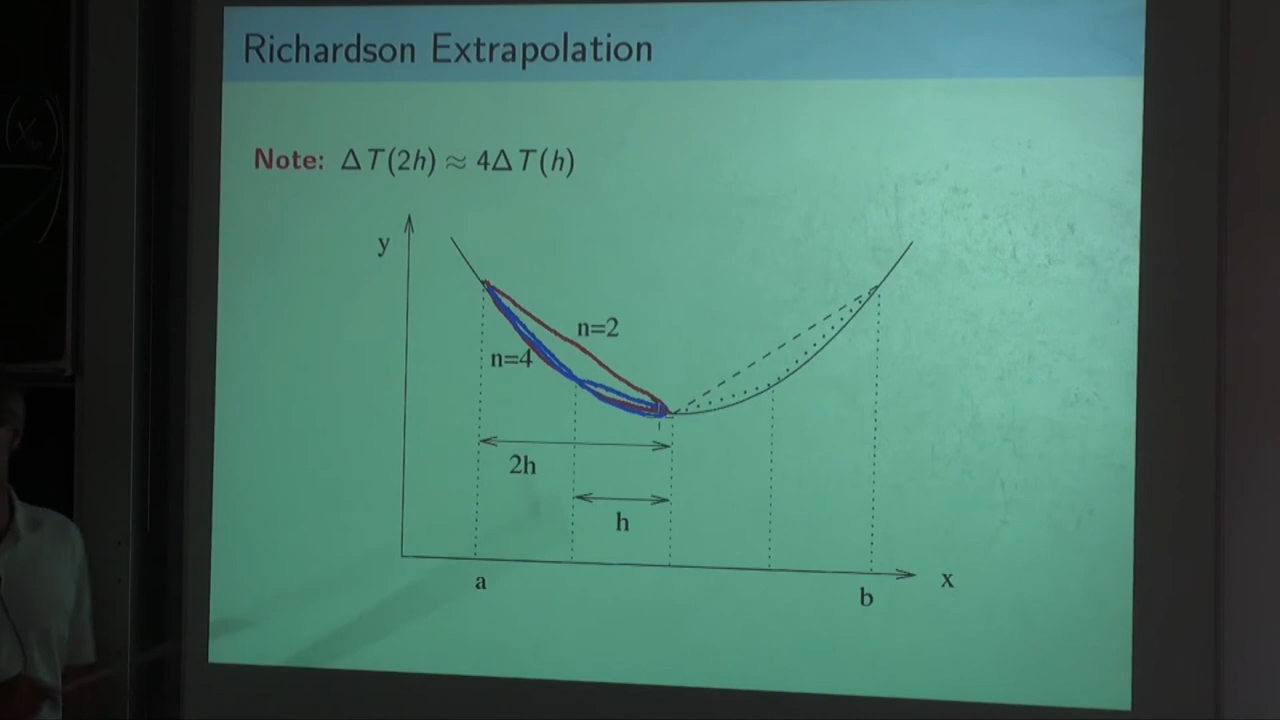 Richardson Extrapolation
Note: ΔT(2h) ≈ 4ΔT(h)
y
n=2
n=4
2h
h
a
b
x